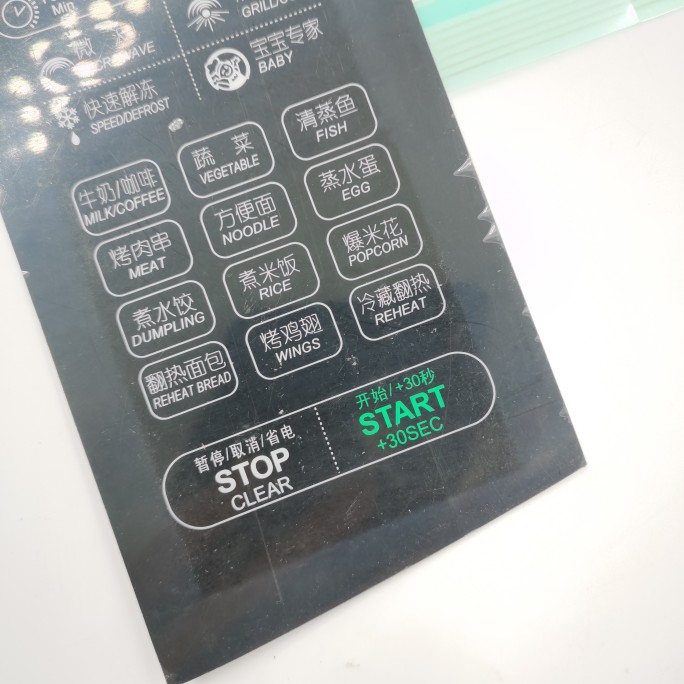 Min
GRILL/
宝宝专家
BABY
快速解冻
SPEED/DEFROST
牛奶/咖啡
MILK/COFFEE
蔬 菜
VEGETABLE
清蒸鱼
FISH
烤肉串
MEAT
方便面
NOODLE
蒸水蛋
EGG
煮水饺
DUMPLING
煮米饭
RICE
爆米花
POPCORN
翻热面包
REHEAT BREAD
烤鸡翅
WINGS
冷藏翻热
REHEAT
暂停/取消/省电
STOP
CLEAR
开始/+30秒
START
+30SEC